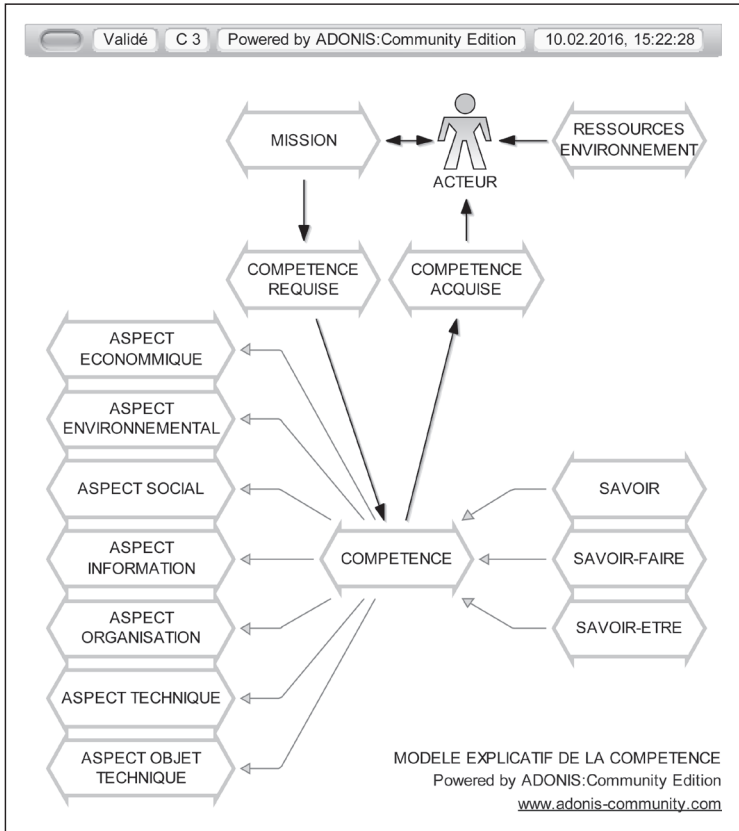 Validé C 3 Powered by ADONIS:Community Edition 10.02.2016, 15:22:28
MISSION
ACTEUR
RESSOURCES
ENVIRONNEMENT
COMPETENCE
REQUISE
COMPETENCE
ACQUISE
ASPECT
ECONOMMIQUE
ASPECT
ENVIRONNEMENTAL
ASPECT SOCIAL
ASPECT
INFORMATION
ASPECT
ORGANISATION
ASPECT TECHNIQUE
ASPECT OBJET
TECHNIQUE
COMPETENCE
SAVOIR
SAVOIR-FAIRE
SAVOIR-ETRE
MODELE EXPLICATIF DE LA COMPETENCE
Powered by ADONIS:Community Edition
www.adonis-community.com